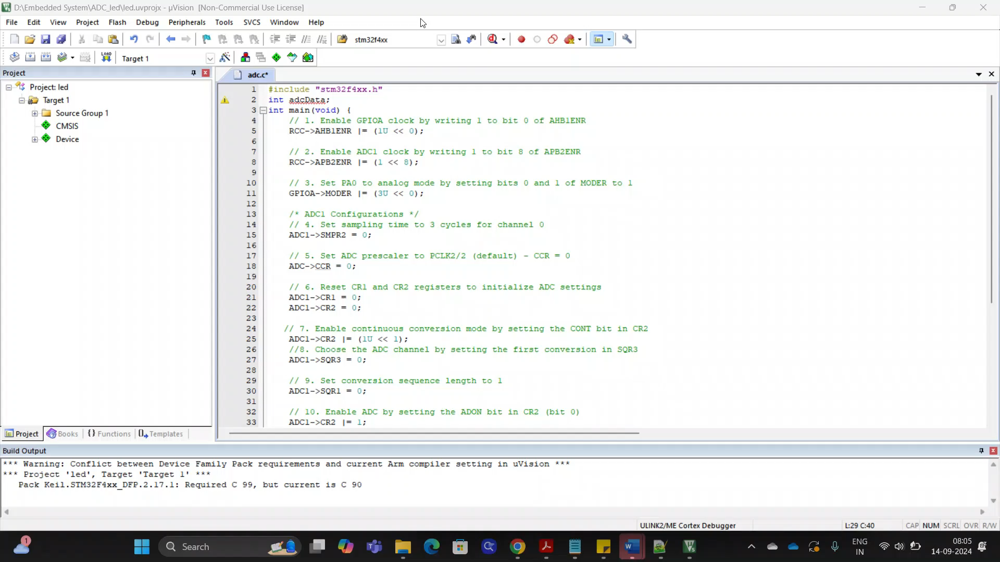 D:\Embedded System\ADC_led\led.uvprojx - µVision [Non-Commercial Use License]
File Edit View Project Flash Debug Peripherals Tools SVCS Window Help
stm32f4xx
LOAD Target 1
Project
adc.c*
Project: led
Target 1
Source Group 1
CMSIS
Device
1 #include "stm32f4xx.h"
2 int adcData;
3 int main(void) {
4 // 1. Enable GPIOA clock by writing 1 to bit 0 of AHB1ENR
5 RCC->AHB1ENR |= (1U << 0);
6
7 // 2. Enable ADC1 clock by writing 1 to bit 8 of APB2ENR
8 RCC->APB2ENR |= (1 << 8);
9
10 // 3. Set PA0 to analog mode by setting bits 0 and 1 of MODER to 1
11 GPIOA->MODER |= (3U << 0);
12
13 /* ADC1 Configurations */
14 // 4. Set sampling time to 3 cycles for channel 0
15 ADC1->SMPR2 = 0;
16
17 // 5. Set ADC prescaler to PCLK2/2 (default) - CCR = 0
18 ADC->CCR = 0;
19
20 // 6. Reset CR1 and CR2 registers to initialize ADC settings
21 ADC1->CR1 = 0;
22 ADC1->CR2 = 0;
23
24 // 7. Enable continuous conversion mode by setting the CONT bit in CR2
25 ADC1->CR2 |= (1U << 1);
26 //8. Choose the ADC channel by setting the first conversion in SQR3
27 ADC1->SQR3 = 0;
28
29 // 9. Set conversion sequence length to 1
30 ADC1->SQR1 = 0;
31
32 // 10. Enable ADC by setting the ADON bit in CR2 (bit 0)
33 ADC1->CR2 |= 1;
Project Books {} Functions Templates
Build Output
*** Warning: Conflict between Device Family Pack requirements and current Arm compiler setting in uVision ***
*** Project 'led', Target 'Target 1' ***
Pack Keil.STM32F4xx_DFP.2.17.1: Required C 99, but current is C 90
ULINK2/ME Cortex Debugger L:29 C:40 CAP NUM SCRL OVR R/W
1 Search ENG IN 08:05 14-09-2024